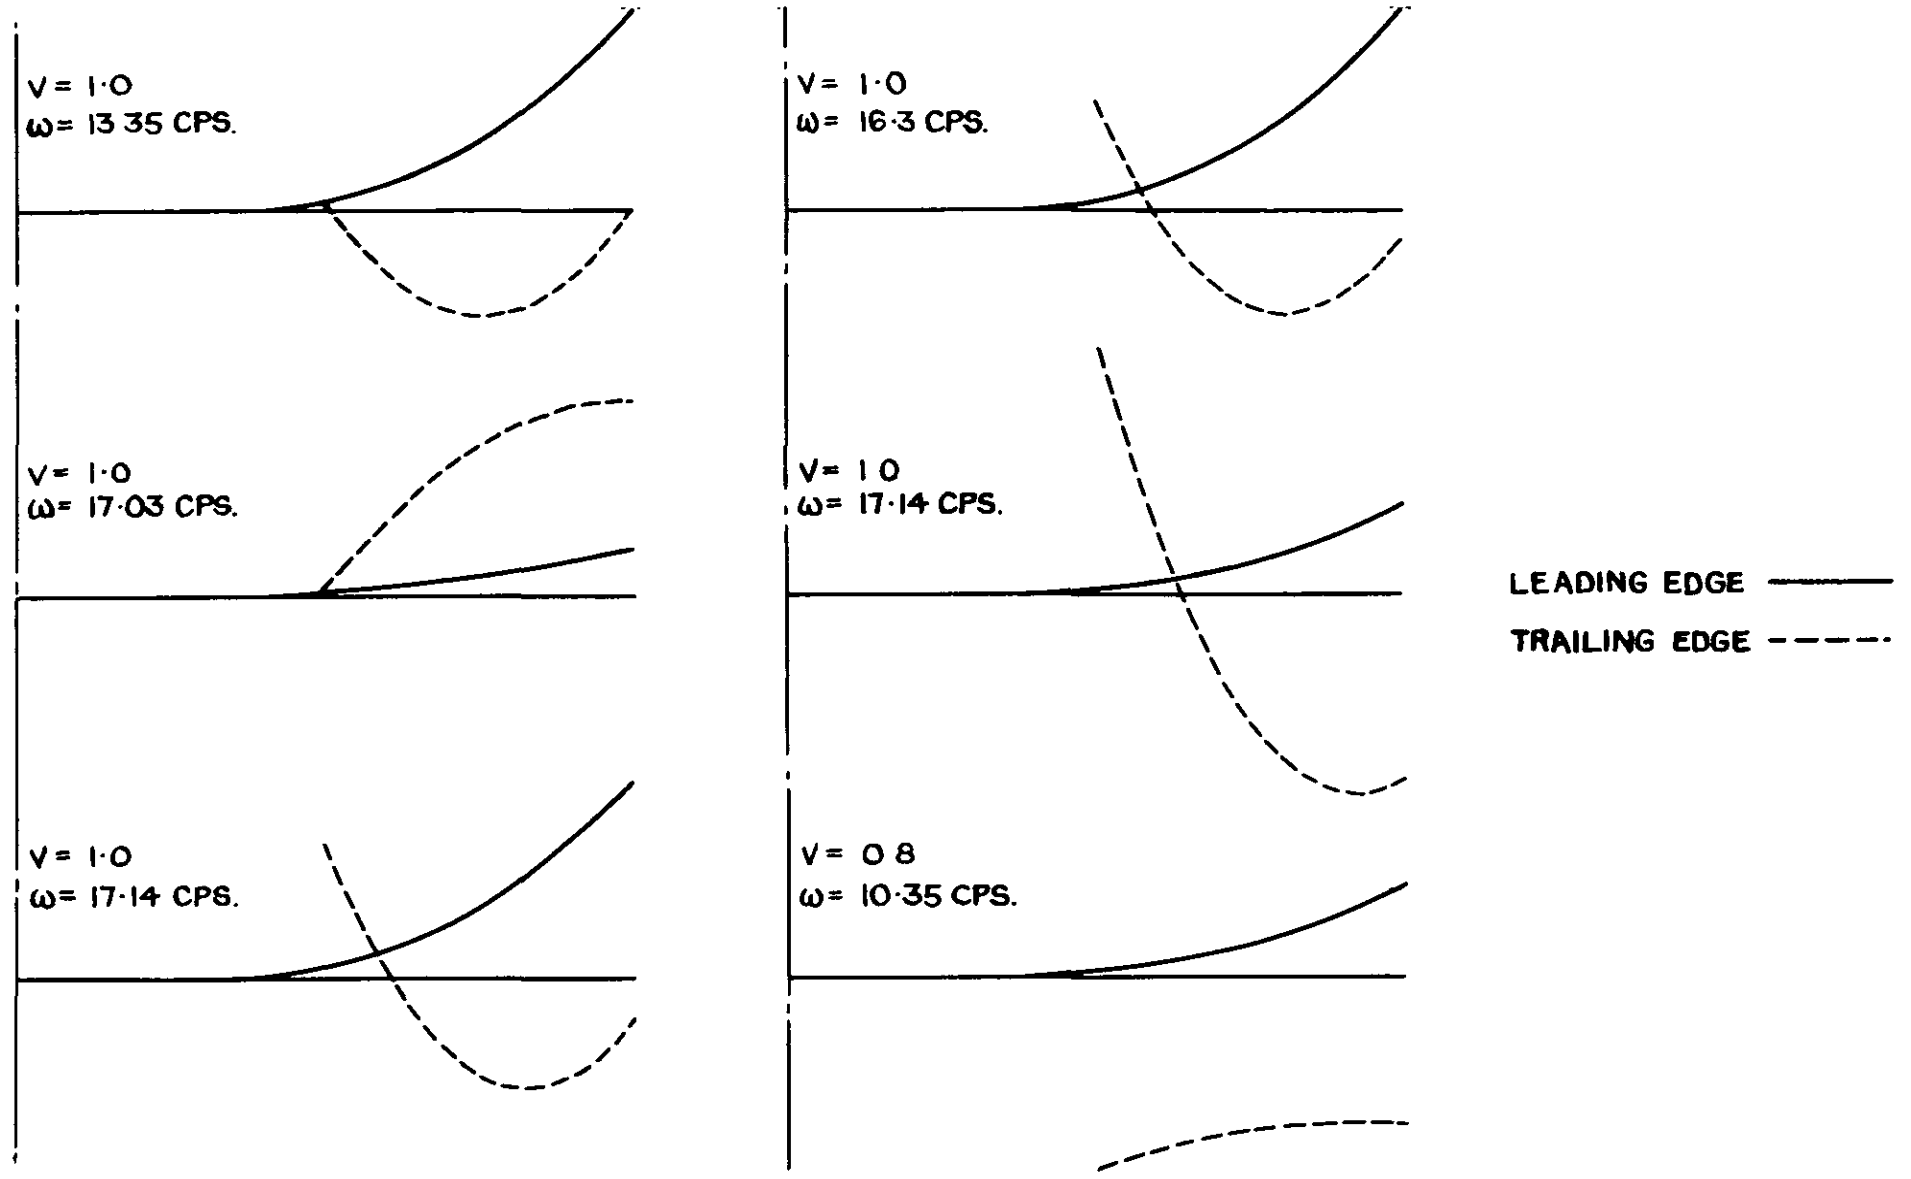 V = 1·0
ω = 13 35 CPS.
V = 1·0
ω = 16·3 CPS.
V = 1·0
ω = 17·03 CPS.
V = 1 0
ω = 17·14 CPS.
LEADING EDGE
TRAILING EDGE
V = 1·0
ω = 17·14 CPS.
V = 0 8
ω = 10·35 CPS.